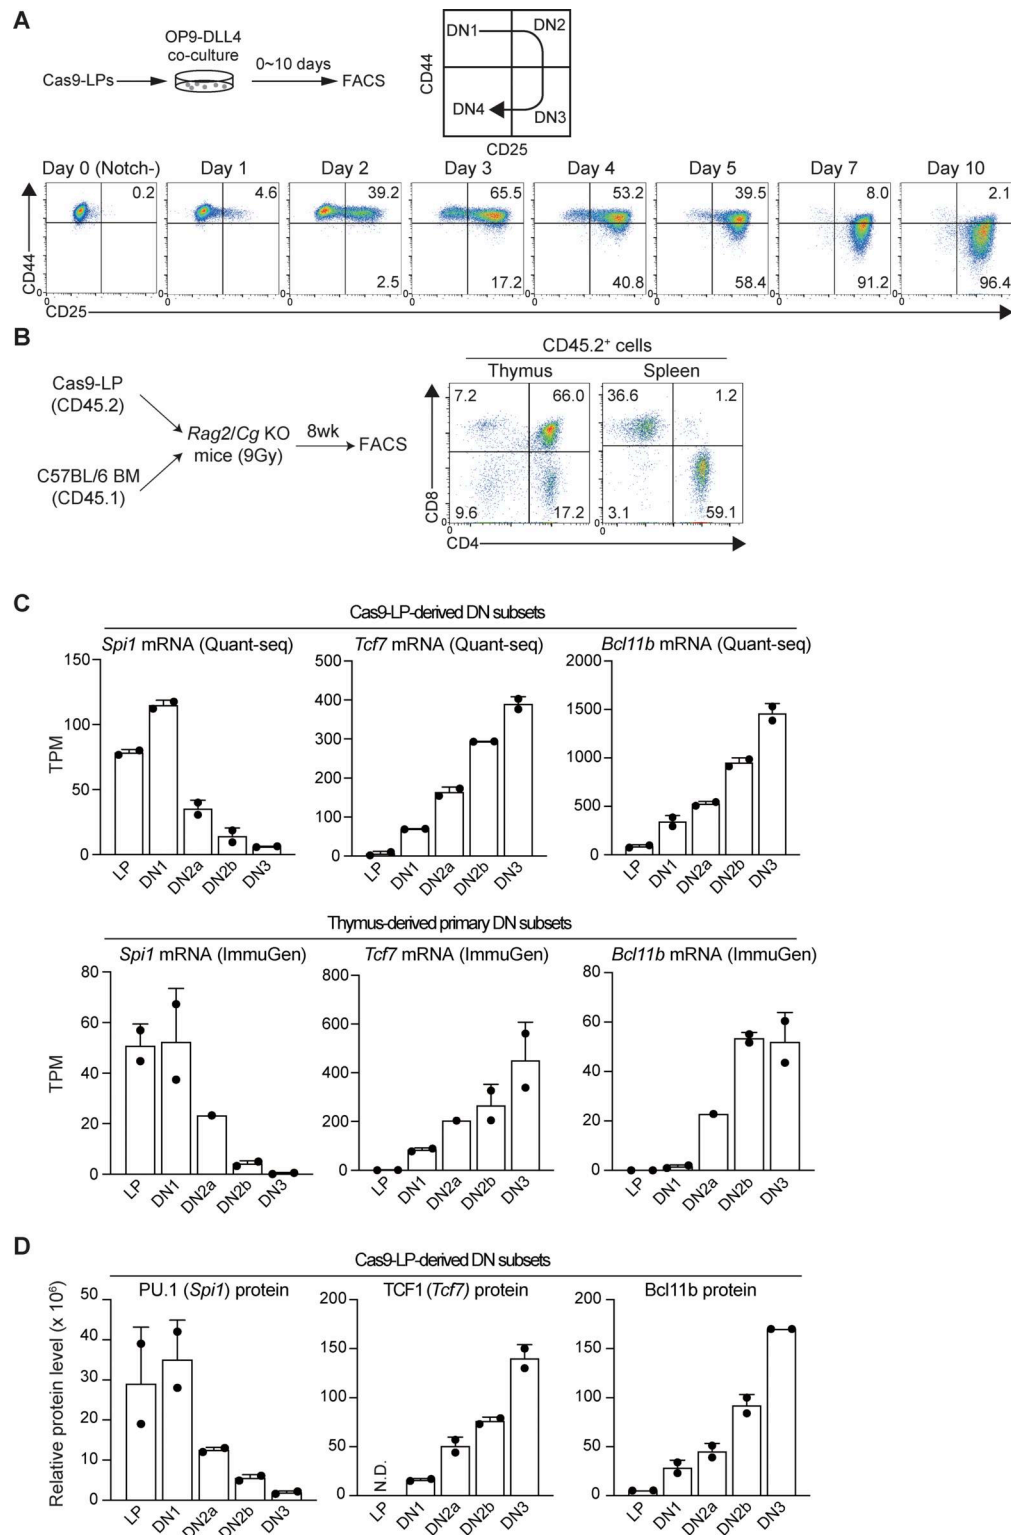 A
OP9-DLL4
co-culture
Cas9-LPs
0~10 days
FACS
CD44
DN1
DN2
DN4
DN3
CD25
Day 0 (Notch-) Day 1 Day 2 Day 3 Day 4 Day 5 Day 7 Day 10
0.2 4.6 39.2 65.5 53.2 39.5 8.0 2.1
2.5 17.2 40.8 58.4 91.2 96.4
CD44
0 0 0 0 0 0 0 0
CD25
B
Cas9-LP
(CD45.2)
C57BL/6 BM
(CD45.1)
Rag2/Cg KO
mice (9Gy)
8wk
FACS
CD45.2+ cells
Thymus Spleen
7.2 66.0 36.6 1.2
9.6 17.2 3.1 59.1
CD8
0 0
CD4
C
Cas9-LP-derived DN subsets
Spi1 mRNA (Quant-seq)
TPM
150
100
50
0
LP DN1 DN2a DN2b DN3
Tcf7 mRNA (Quant-seq)
500
400
300
200
100
0
LP DN1 DN2a DN2b DN3
Bcl11b mRNA (Quant-seq)
2000
1500
1000
500
0
LP DN1 DN2a DN2b DN3
Thymus-derived primary DN subsets
Spi1 mRNA (ImmuGen)
TPM
80
60
40
20
0
LP DN1 DN2a DN2b DN3
Tcf7 mRNA (ImmuGen)
800
600
400
200
0
LP DN1 DN2a DN2b DN3
Bcl11b mRNA (ImmuGen)
80
60
40
20
0
LP DN1 DN2a DN2b DN3
D
Cas9-LP-derived DN subsets
PU.1 (Spi1) protein
Relative protein level (x 10⁶)
50
40
30
20
10
0
LP DN1 DN2a DN2b DN3
TCF1 (Tcf7) protein
200
150
100
50
0
N.D.
LP DN1 DN2a DN2b DN3
Bcl11b protein
200
150
100
50
0
LP DN1 DN2a DN2b DN3